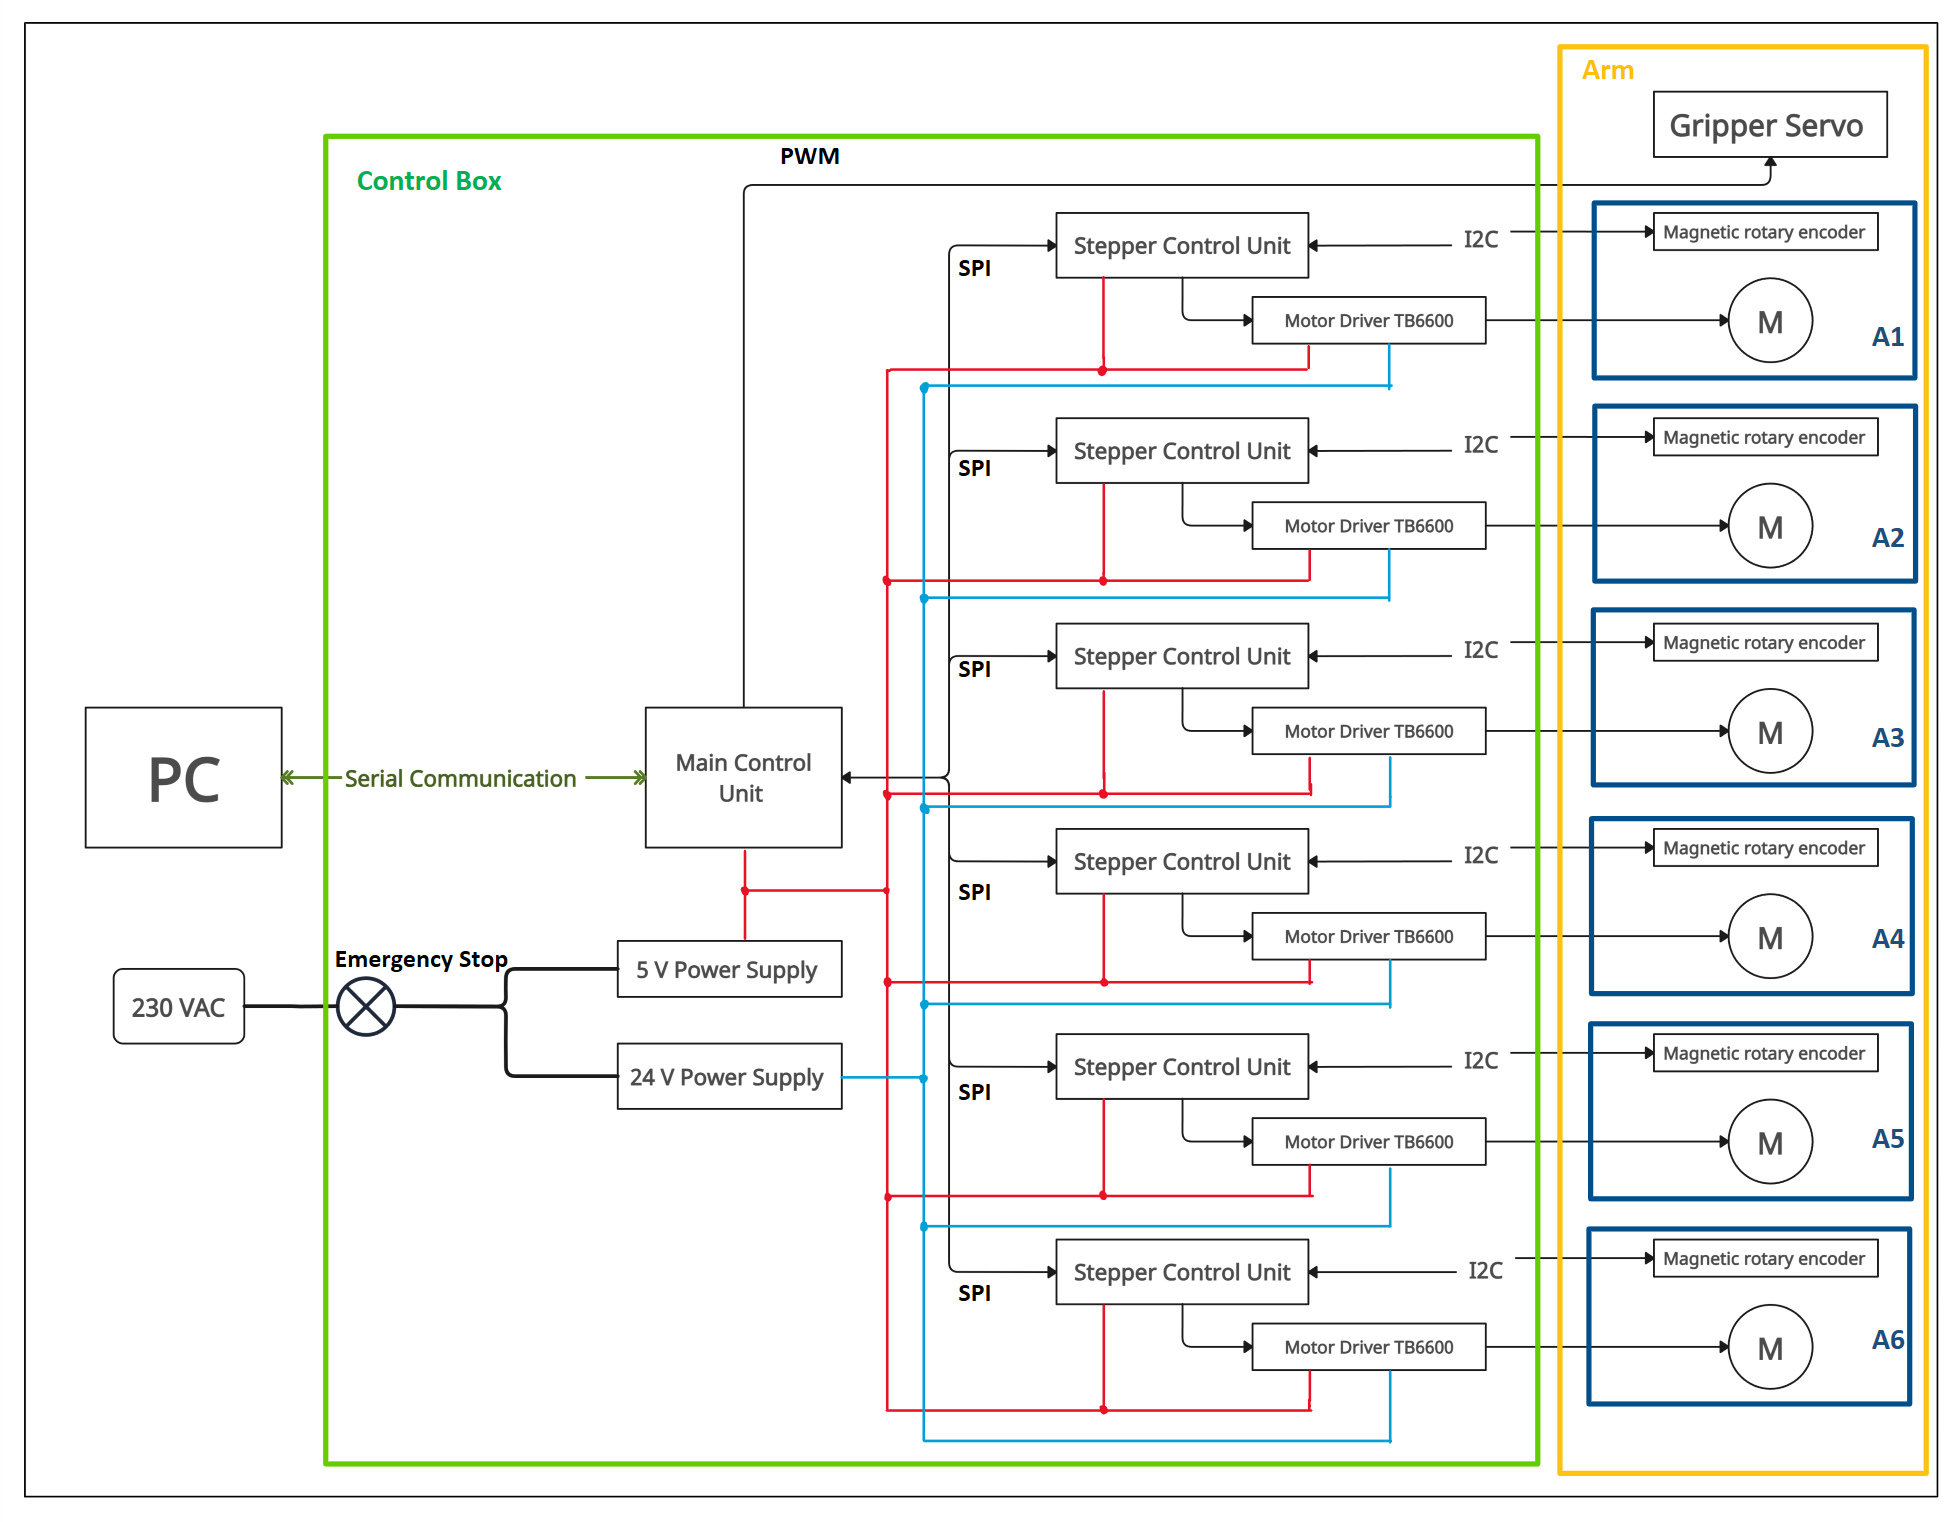 Arm
Gripper Servo
PWM
Control Box
Stepper Control Unit
I2C
Magnetic rotary encoder
SPI
Motor Driver TB6600
M
A1
Stepper Control Unit
I2C
Magnetic rotary encoder
SPI
Motor Driver TB6600
M
A2
Stepper Control Unit
I2C
Magnetic rotary encoder
SPI
Motor Driver TB6600
M
A3
PC
Serial Communication
Main Control
Unit
Stepper Control Unit
I2C
Magnetic rotary encoder
SPI
Motor Driver TB6600
M
A4
Emergency Stop
5 V Power Supply
230 VAC
24 V Power Supply
Stepper Control Unit
I2C
Magnetic rotary encoder
SPI
Motor Driver TB6600
M
A5
Stepper Control Unit
I2C
Magnetic rotary encoder
SPI
Motor Driver TB6600
M
A6